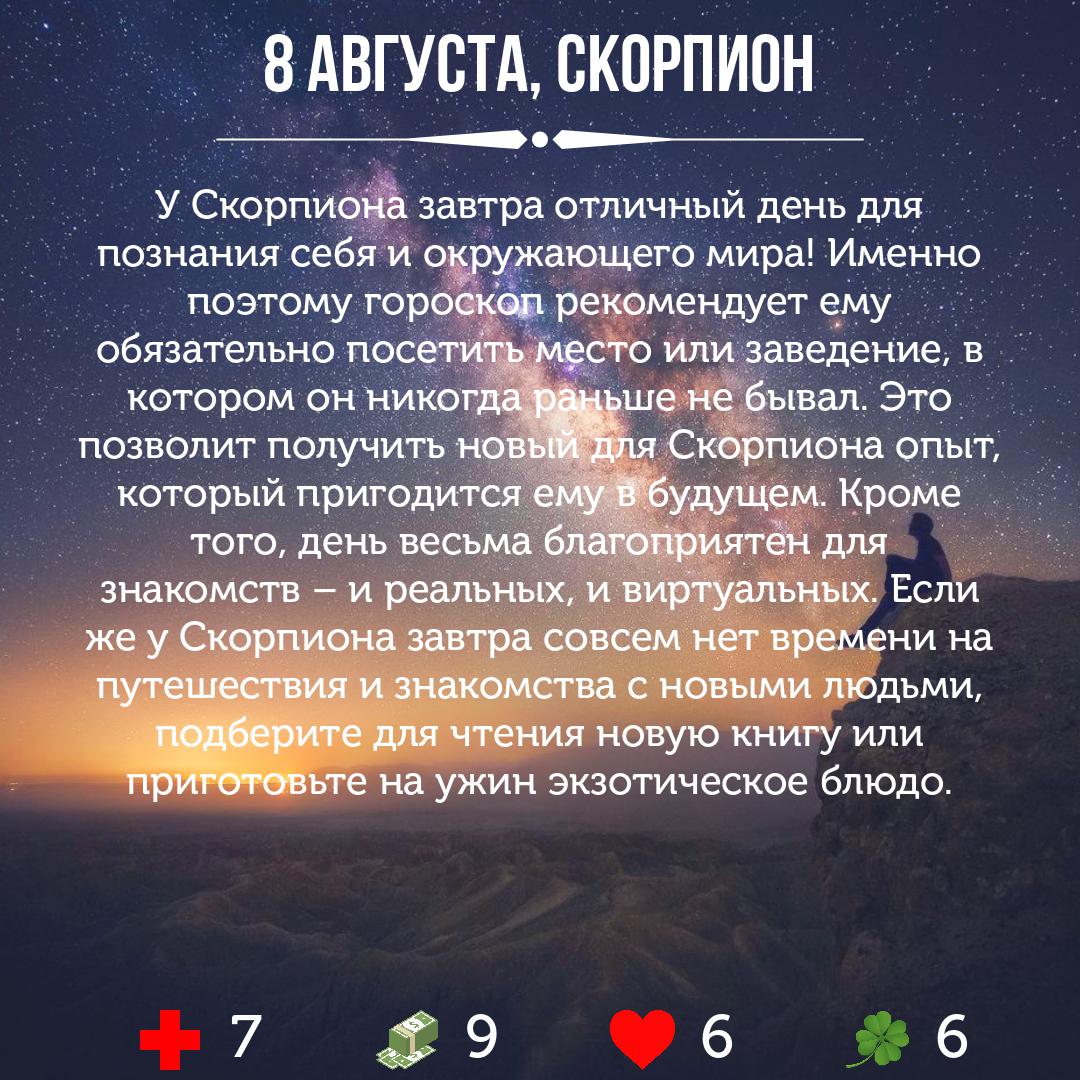 8 АВГУСТА, СКОРПИОН
У Скорпиона завтра отличный день для
познания себя и окружающего мира! Именно
поэтому гороскоп рекомендует ему
обязательно посетить место или заведение, в
котором он никогда раньше не бывал. Это
позволит получить новый для Скорпиона опыт,
который пригодится ему в будущем. Кроме
того, день весьма благоприятен для
знакомств – и реальных, и виртуальных. Если
же у Скорпиона завтра совсем нет времени на
путешествия и знакомства с новыми людьми,
подберите для чтения новую книгу или
приготовьте на ужин экзотическое блюдо.
7 9 6 6